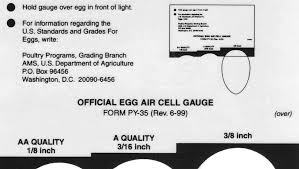 Hold gauge over egg in front of light.
For information regarding the
U.S. Standards and Grades For
Eggs, write:
Poultry Programs, Grading Branch
AMS, U.S. Department of Agriculture
P.O. Box 96456
Washington, D.C. 20090-6456
OFFICIAL EGG AIR CELL GAUGE
FORM PY-35 (Rev. 6-99)
(over)
AA QUALITY
1/8 inch
A QUALITY
3/16 inch
3/8 inch